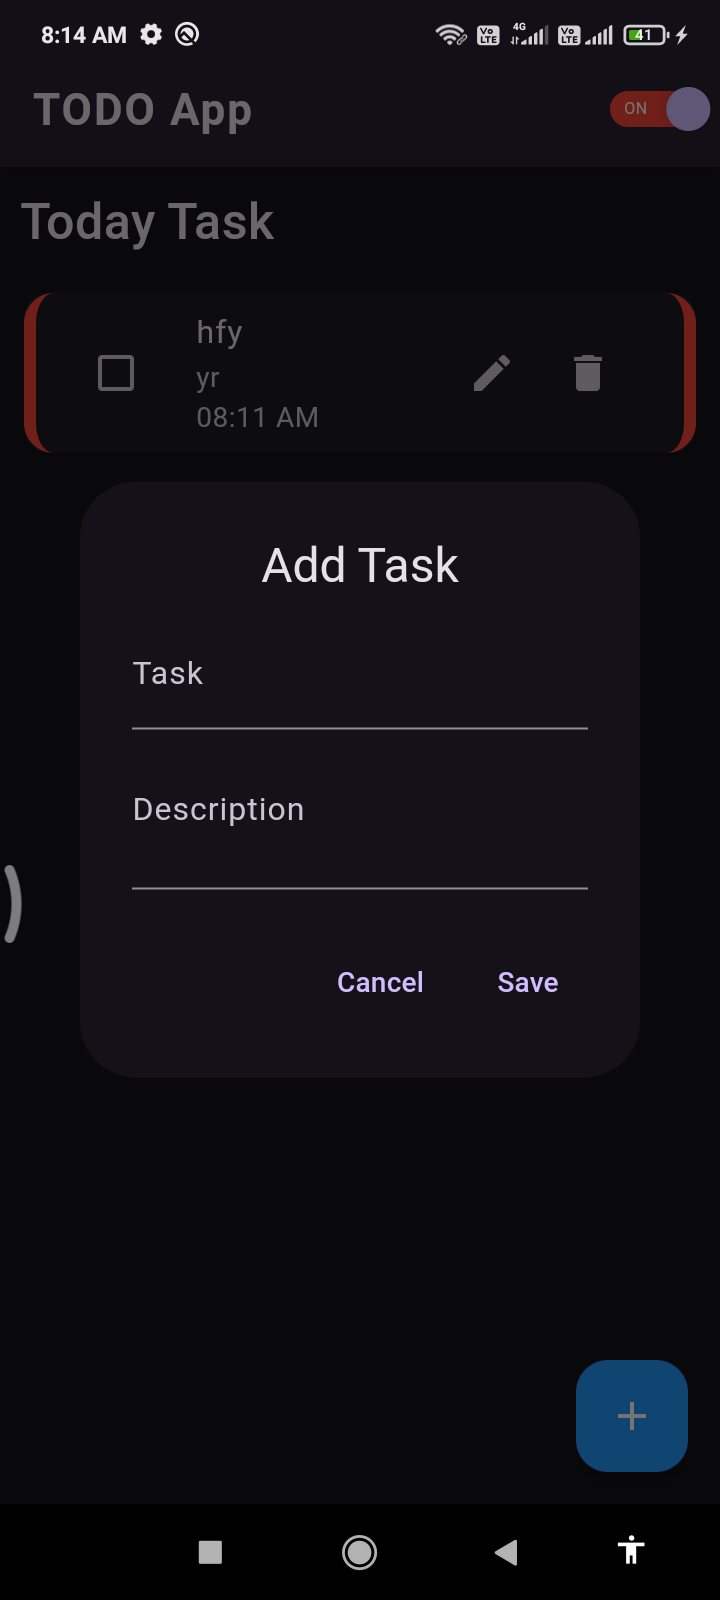 8:14 AM
Vo LTE 4G Vo LTE 41
TODO App
ON
Today Task
hfy
yr
08:11 AM
Add Task
Task
Description
Cancel Save